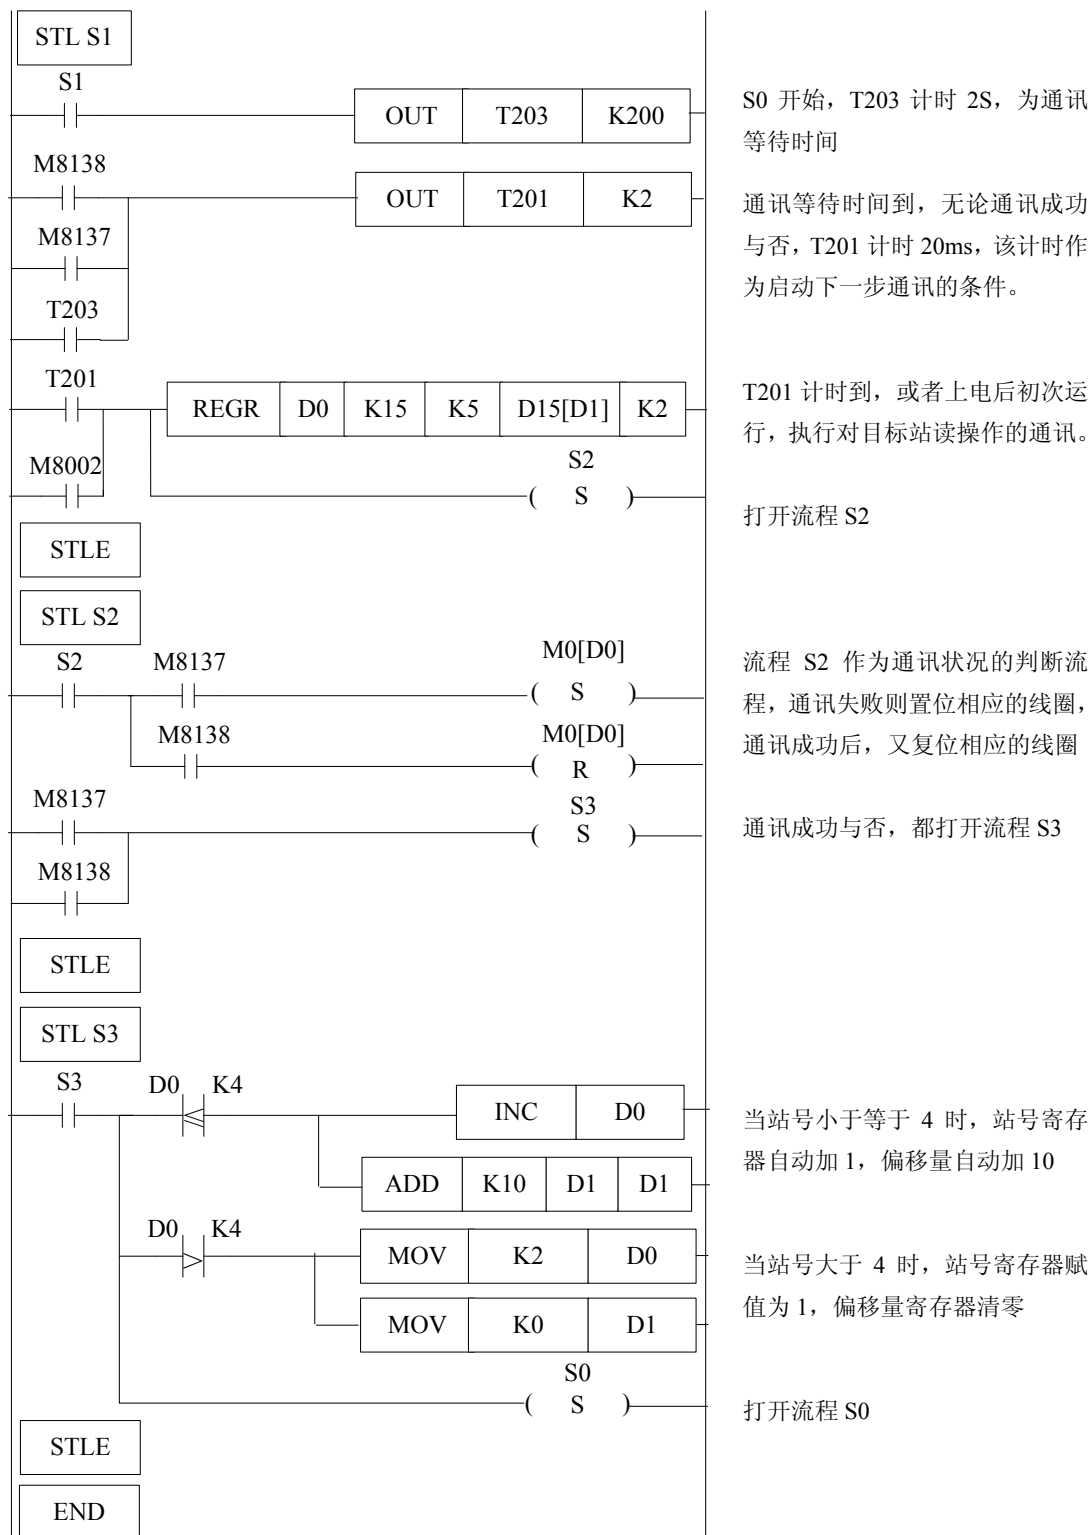 STL S1
S1
OUT T203 K200
S0 开始，T203 计时 2S，为通讯
等待时间
M8138
OUT T201 K2
M8137
T203
通讯等待时间到，无论通讯成功
与否，T201 计时 20ms，该计时作
为启动下一步通讯的条件。
T201
REGR D0 K15 K5 D15[D1] K2
T201 计时到，或者上电后初次运
行，执行对目标站读操作的通讯。
M8002
S2
( S )
打开流程 S2
STLE
STL S2
S2 M8137 M0[D0]
( S )
M8138 M0[D0]
( R )
流程 S2 作为通讯状况的判断流
程，通讯失败则置位相应的线圈，
通讯成功后，又复位相应的线圈
M8137 S3
( S )
M8138
通讯成功与否，都打开流程 S3
STLE
STL S3
S3 D0 K4
≤
INC D0
ADD K10 D1 D1
当站号小于等于 4 时，站号寄存
器自动加 1，偏移量自动加 10
D0 K4
>
MOV K2 D0
MOV K0 D1
当站号大于 4 时，站号寄存器赋
值为 1，偏移量寄存器清零
S0
( S )
打开流程 S0
STLE
END